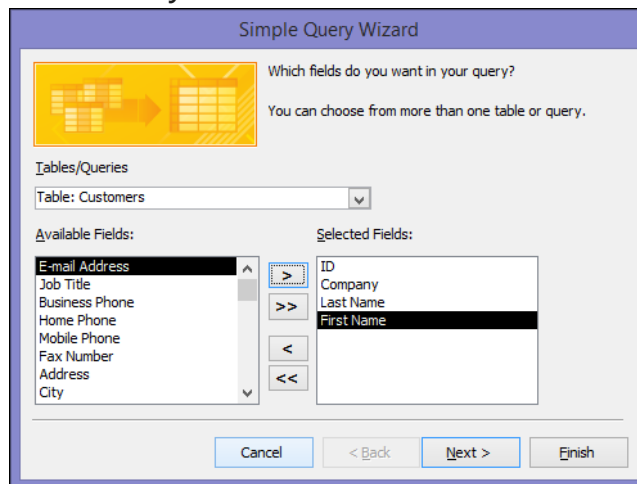 Simple Query Wizard
Which fields do you want in your query?
You can choose from more than one table or query.
Tables/Queries
Table: Customers
Available Fields:
Selected Fields:
E-mail Address
Job Title
Business Phone
Home Phone
Mobile Phone
Fax Number
Address
City
>
>>
<
<<
ID
Company
Last Name
First Name
Cancel
< Back
Next >
Finish